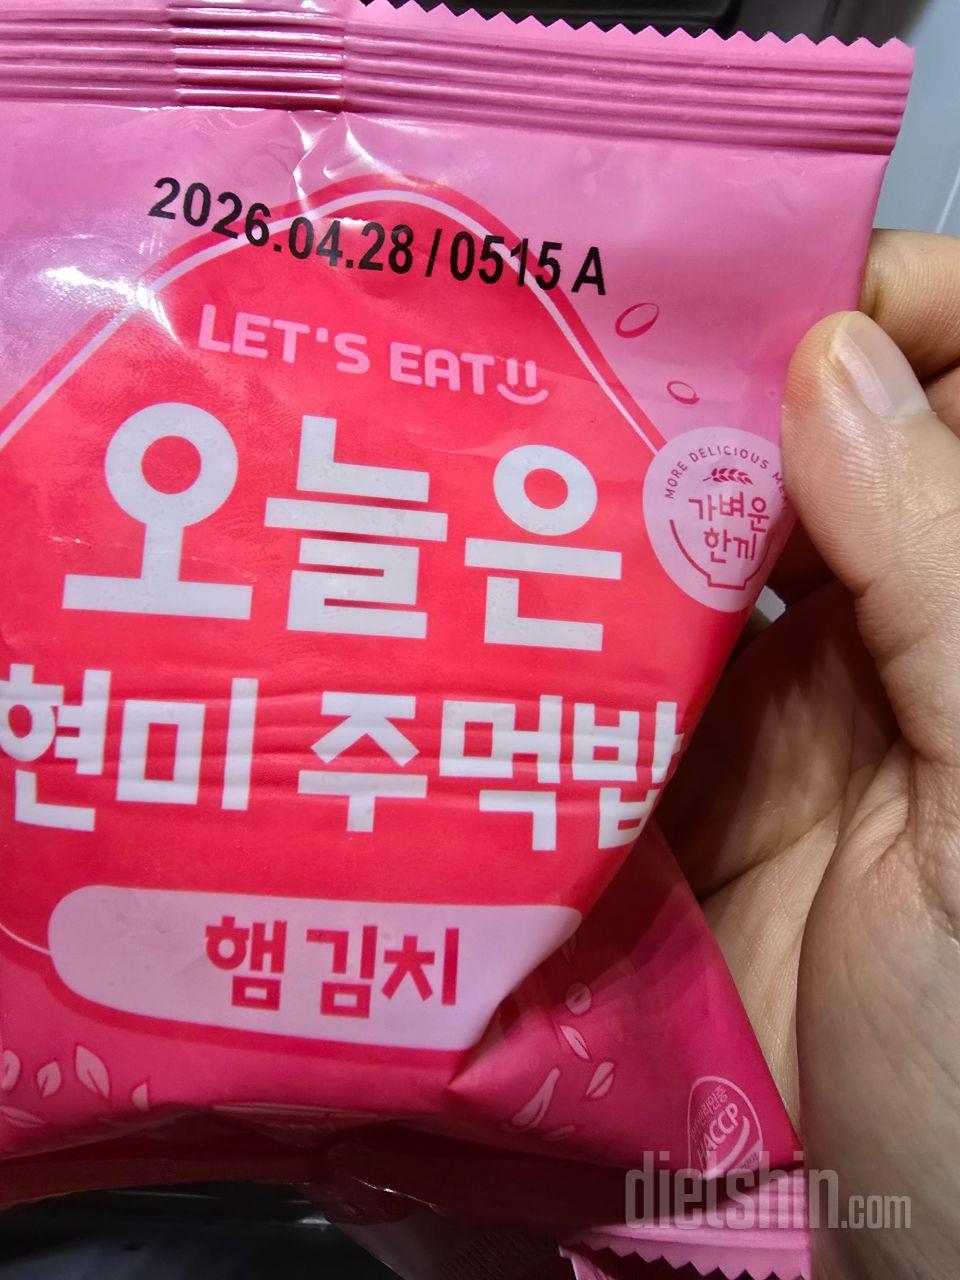 2026.04.28 / 0515 A
LET'S EAT
오늘은
MORE DELICIOUS
가벼운
한끼
현미 주먹밥
햄김치
HACCP
dietshin.com